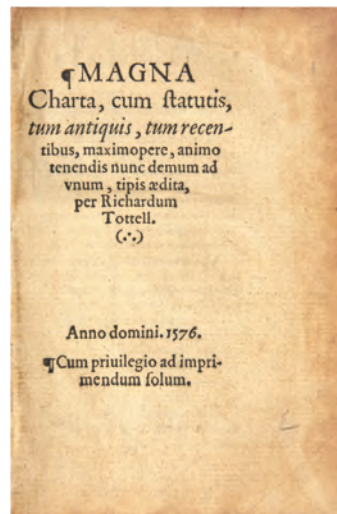 ¶MAGNA
Charta, cum ſtatutis,
tum antiquis, tum recen-
tibus, maximopere, animo
tenendis nunc demum ad
vnum, tipis ædita,
per Richardum
Tottell.
(∴)
Anno domini. 1576.
¶Cum priuilegio ad impri-
mendum ſolum.